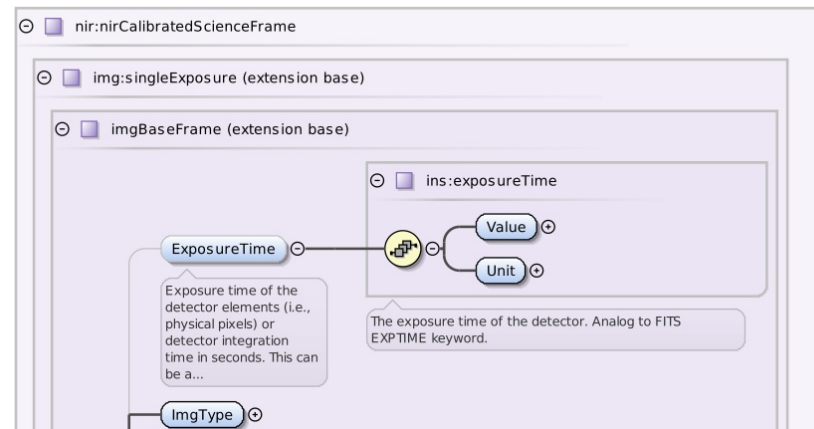 nir:nirCalibratedScienceFrame
img:singleExposure (extension base)
imgBaseFrame (extension base)
ins:exposureTime
Value
ExposureTime
Unit
Exposure time of the
detector elements (i.e.,
physical pixels) or
detector integration
time in seconds. This can
be a...
The exposure time of the detector. Analog to FITS
EXPTIME keyword.
ImgType